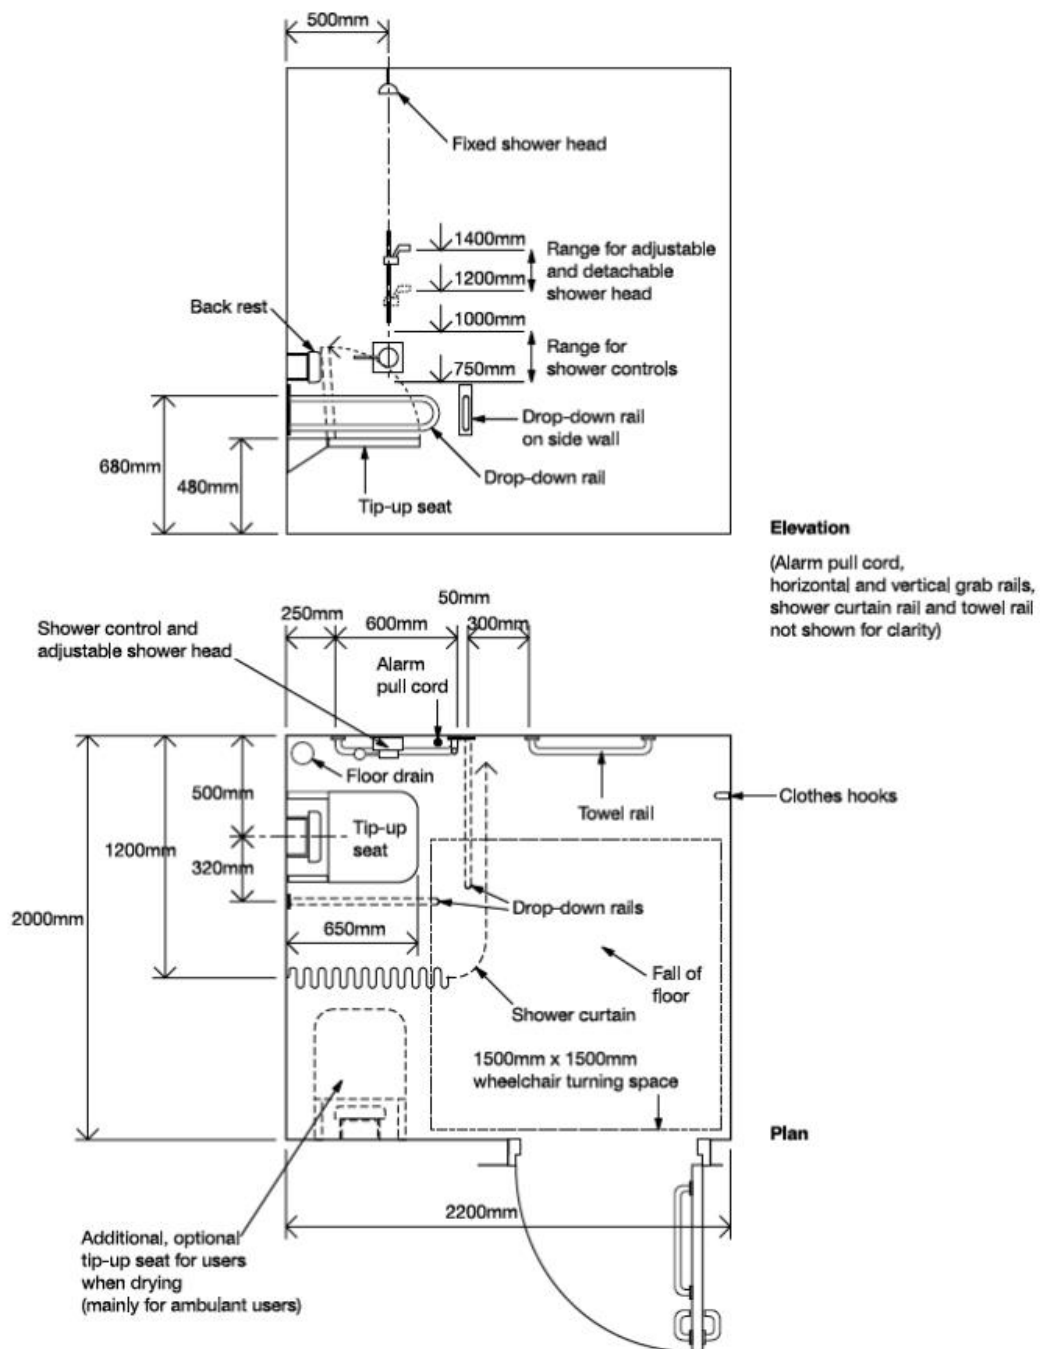 500mm
Fixed shower head
1400mm
Range for adjustable
and detachable
shower head
1200mm
Back rest
1000mm
Range for
shower controls
750mm
Drop-down rail
on side wall
680mm
480mm
Drop-down rail
Tip-up seat
Elevation
(Alarm pull cord,
horizontal and vertical grab rails,
shower curtain rail and towel rail
not shown for clarity)
50mm
250mm
600mm
300mm
Shower control and
adjustable shower head
Alarm
pull cord
Floor drain
500mm
Towel rail
Clothes hooks
Tip-up
seat
1200mm
320mm
2000mm
Drop-down rails
650mm
Fall of
floor
Shower curtain
1500mm x 1500mm
wheelchair turning space
Plan
2200mm
Additional, optional
tip-up seat for users
when drying
(mainly for ambulant users)